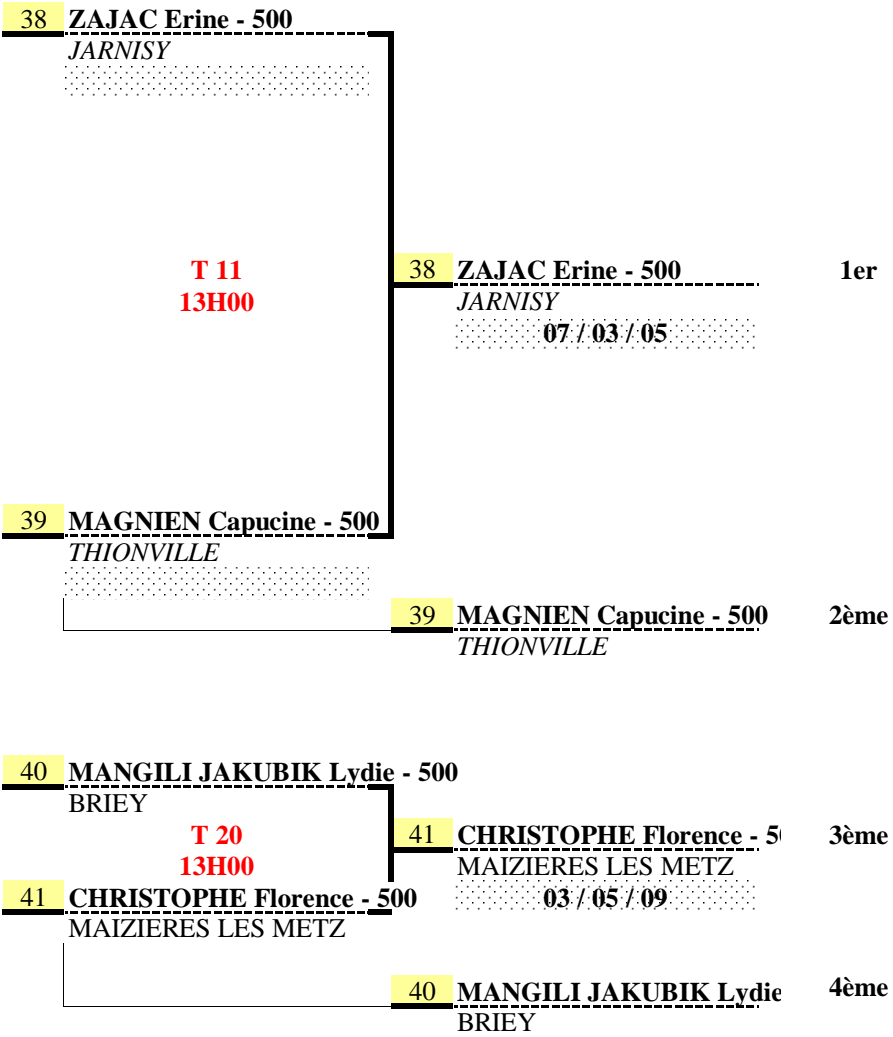 38 ZAJAC Erine - 500
JARNISY
T 11
13H00
38 ZAJAC Erine - 500 1er
JARNISY
07 / 03 / 05
39 MAGNIEN Capucine - 500
THIONVILLE
39 MAGNIEN Capucine - 500 2ème
THIONVILLE
40 MANGILI JAKUBIK Lydie - 500
BRIEY
T 20
13H00
41 CHRISTOPHE Florence - 50 3ème
MAIZIERES LES METZ
03 / 05 / 09
41 CHRISTOPHE Florence - 500
MAIZIERES LES METZ
40 MANGILI JAKUBIK Lydie 4ème
BRIEY